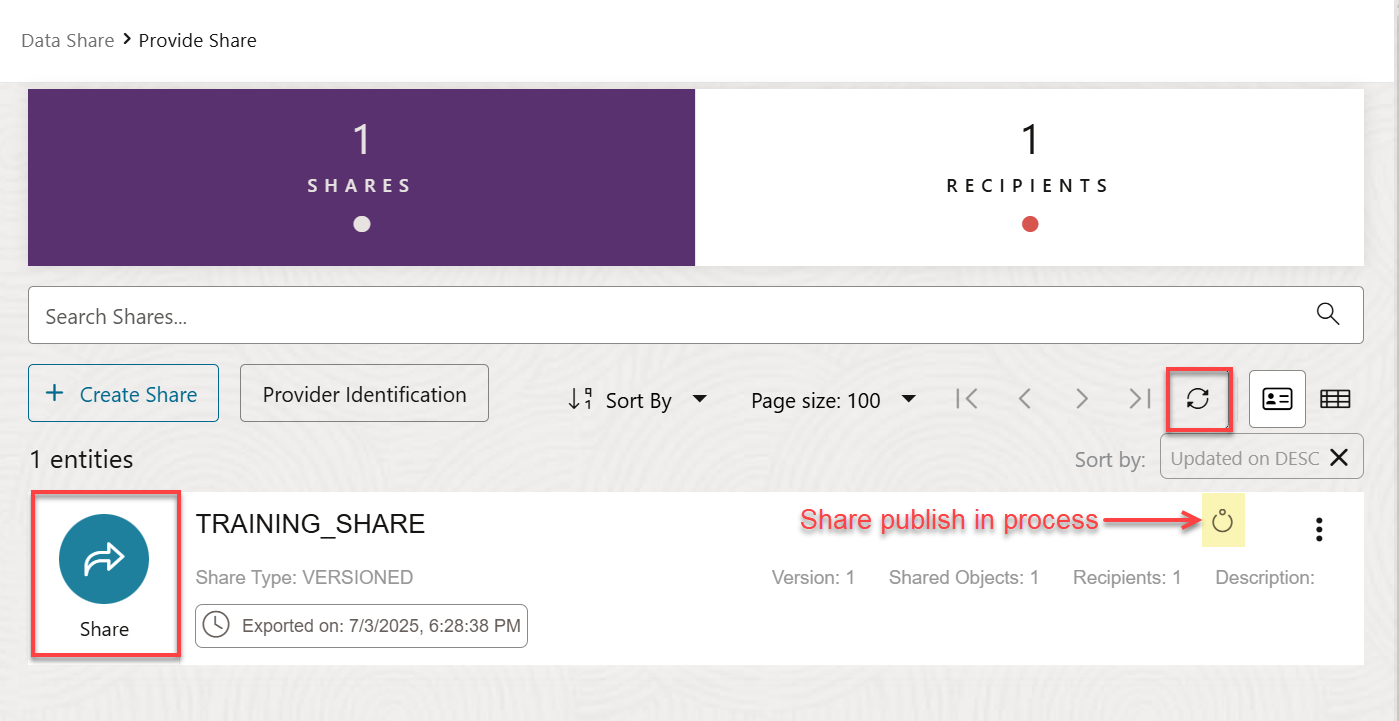 Data Share > Provide Share
1
SHARES
1
RECIPIENTS
Search Shares...
+ Create Share
Provider Identification
Sort By
Page size: 100
1 entities
Sort by:
Updated on DESC
Share
TRAINING_SHARE
Share publish in process
Share Type: VERSIONED
Version: 1
Shared Objects: 1
Recipients: 1
Description:
Exported on: 7/3/2025, 6:28:38 PM